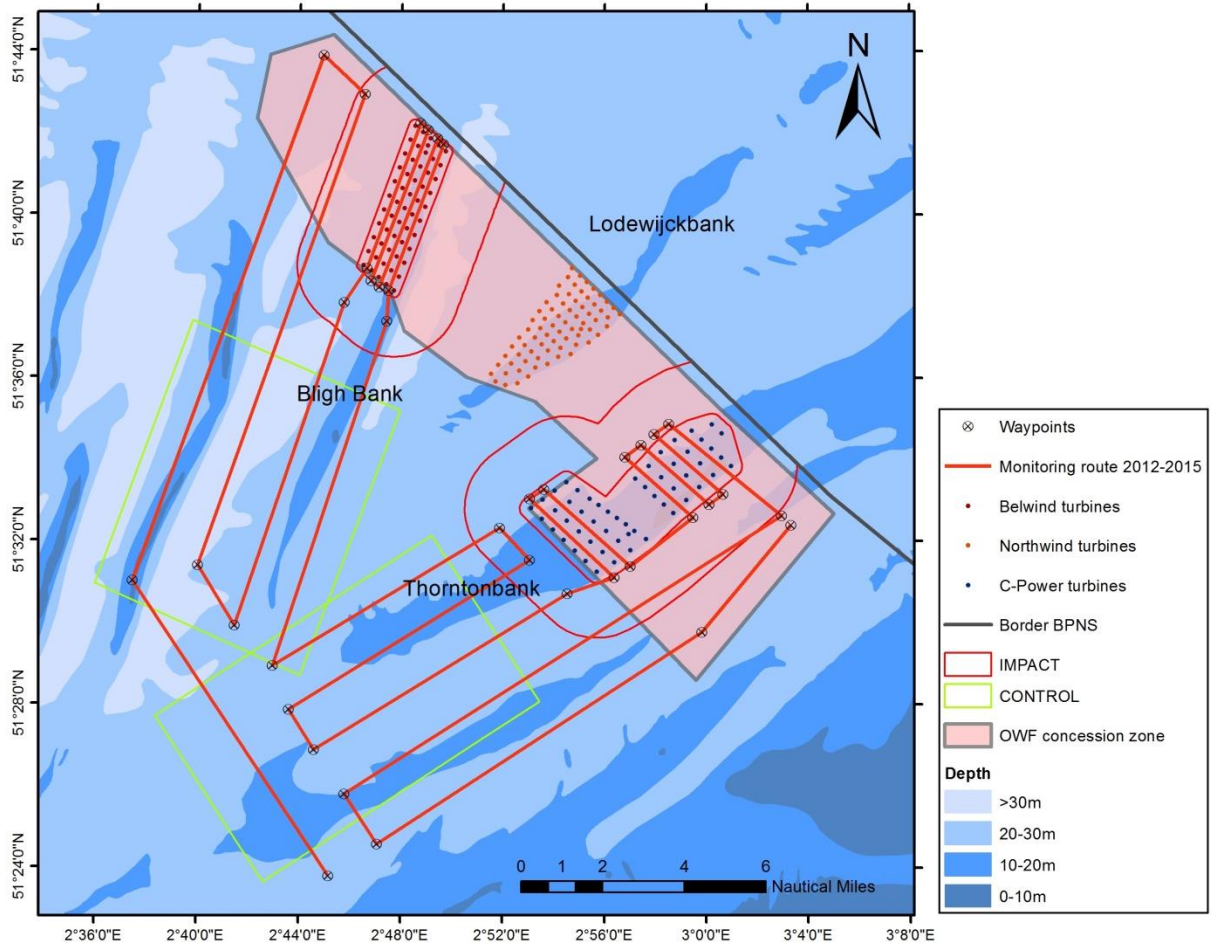 51°44'0"N
51°40'0"N
51°36'0"N
51°32'0"N
51°28'0"N
51°24'0"N
N
Lodewijckbank
Bligh Bank
Thorntonbank
0 1 2 4 6
Nautical Miles
2°36'0"E 2°40'0"E 2°44'0"E 2°48'0"E 2°52'0"E 2°56'0"E 3°0'0"E 3°4'0"E 3°8'0"E
Waypoints
Monitoring route 2012-2015
Belwind turbines
Northwind turbines
C-Power turbines
Border BPNS
IMPACT
CONTROL
OWF concession zone
Depth
>30m
20-30m
10-20m
0-10m